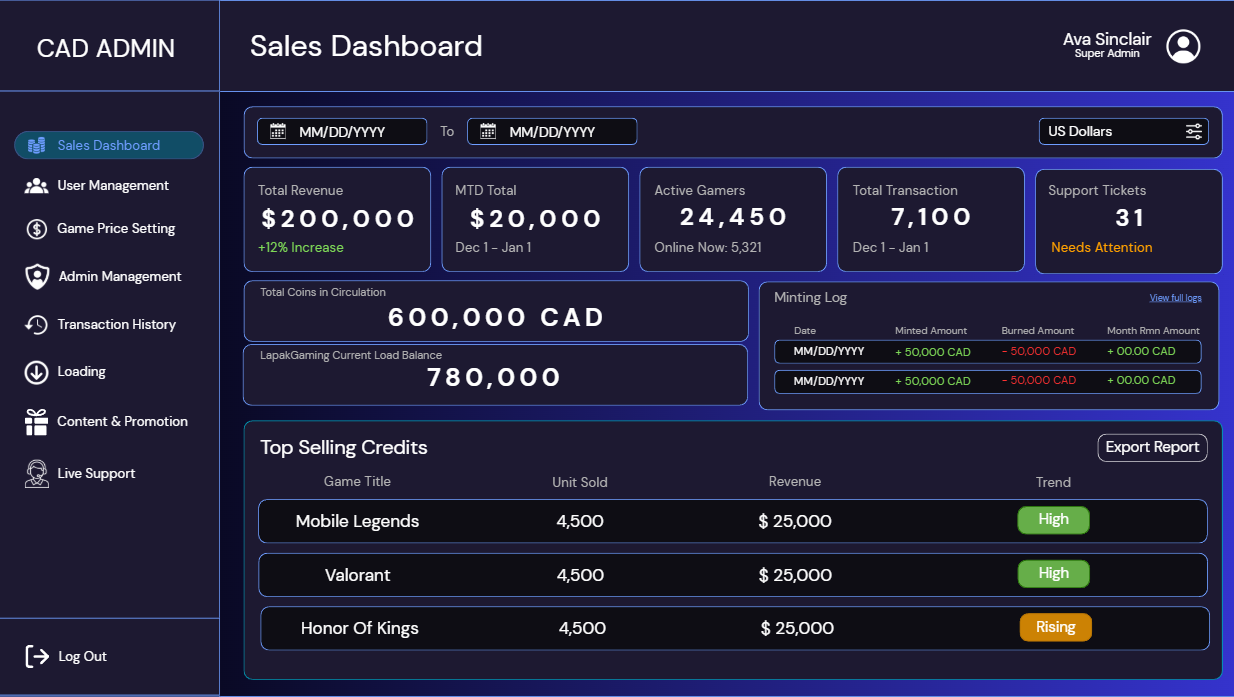 CAD ADMIN
Sales Dashboard
Ava Sinclair
Super Admin
Sales Dashboard
User Management
Game Price Setting
Admin Management
Transaction History
Loading
Content & Promotion
Live Support
Log Out
MM/DD/YYYY To MM/DD/YYYY
US Dollars
Total Revenue
$200,000
+12% Increase
MTD Total
$20,000
Dec 1 - Jan 1
Active Gamers
24,450
Online Now: 5,321
Total Transaction
7,100
Dec 1 - Jan 1
Support Tickets
31
Needs Attention
Total Coins in Circulation
600,000 CAD
LapakGaming Current Load Balance
780,000
Minting Log View full logs
Date Minted Amount Burned Amount Month Rmn Amount
MM/DD/YYYY + 50,000 CAD - 50,000 CAD + 00.00 CAD
MM/DD/YYYY + 50,000 CAD - 50,000 CAD + 00.00 CAD
Top Selling Credits Export Report
Game Title Unit Sold Revenue Trend
Mobile Legends 4,500 $ 25,000 High
Valorant 4,500 $ 25,000 High
Honor Of Kings 4,500 $ 25,000 Rising